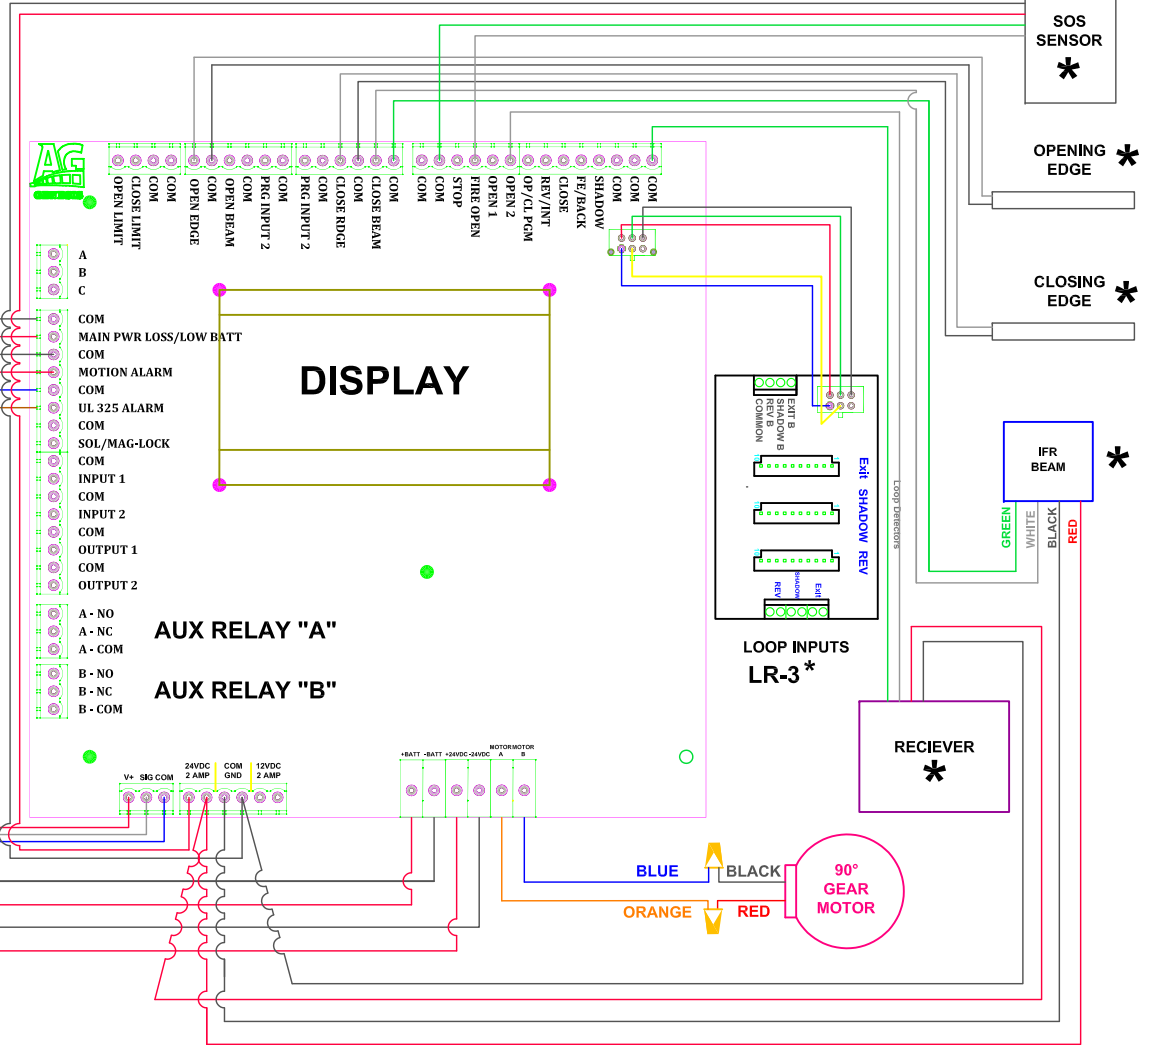 SOS
SENSOR
*
OPENING
EDGE *
CLOSING
EDGE *
AG
OPEN LIMIT
CLOSE LIMIT
COM
COM
OPEN EDGE
COM
OPEN BEAM
COM
PRG INPUT 2
COM
PRG INPUT 2
COM
CLOSE RDGE
COM
CLOSE BEAM
COM
COM
COM
STOP
FIRE OPEN
OPEN 1
OPEN 2
OP/CL PGM
REV/INT
CLOSE
FE/BACK
SHADOW
COM
COM
COM
A
B
C
COM
MAIN PWR LOSS/LOW BATT
COM
MOTION ALARM
COM
UL 325 ALARM
COM
SOL/MAG-LOCK
COM
INPUT 1
COM
INPUT 2
COM
OUTPUT 1
COM
OUTPUT 2
A - NO
A - NC
A - COM
B - NO
B - NC
B - COM
DISPLAY
AUX RELAY "A"
AUX RELAY "B"
EXIT B
SHADOW B
REV B
COMMON
Exit
SHADOW
REV
REV
SHADOW
Exit
LOOP INPUTS
LR-3 *
Loop Detectors
IFR
BEAM
*
GREEN
WHITE
BLACK
RED
RECIEVER
*
V+ SIG COM
24VDC
2 AMP
COM
GND
12VDC
2 AMP
+BATT -BATT +24VDC -24VDC
MOTOR
A
MOTOR
B
BLUE
BLACK
ORANGE
RED
90°
GEAR
MOTOR